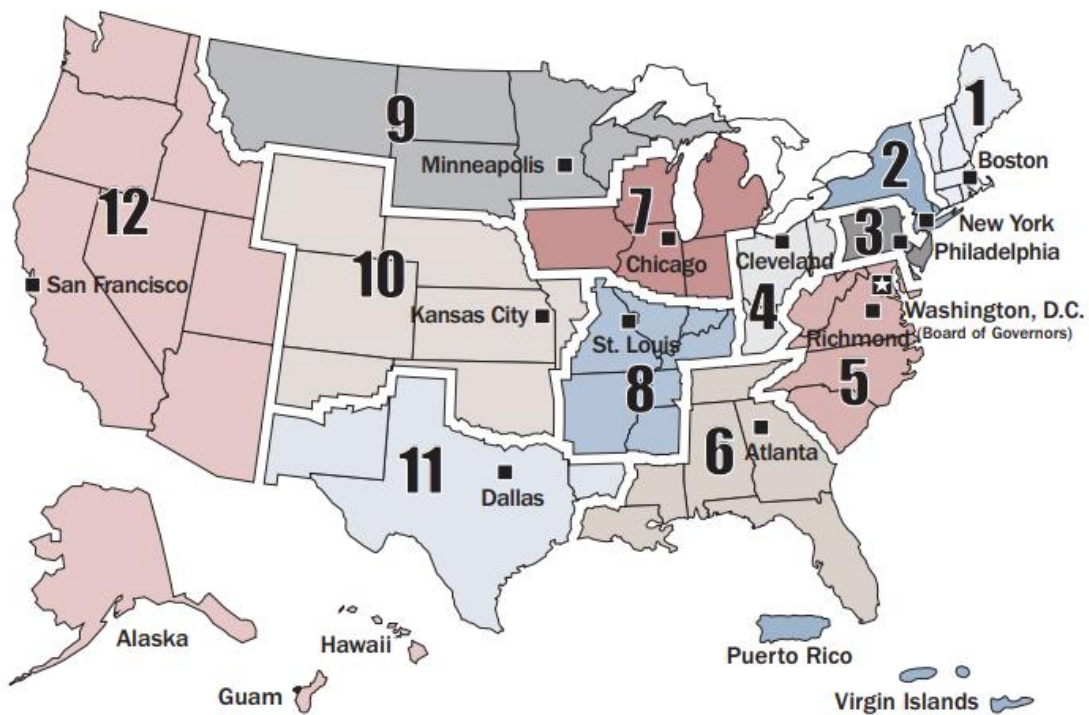 1
9
2
Boston
Minneapolis
12
7
New York
3
Philadelphia
10
Chicago
Cleveland
San Francisco
4
Kansas City
Washington, D.C.
(Board of Governors)
St. Louis
Richmond
8
5
6
Atlanta
11
Dallas
Alaska
Hawaii
Puerto Rico
Guam
Virgin Islands